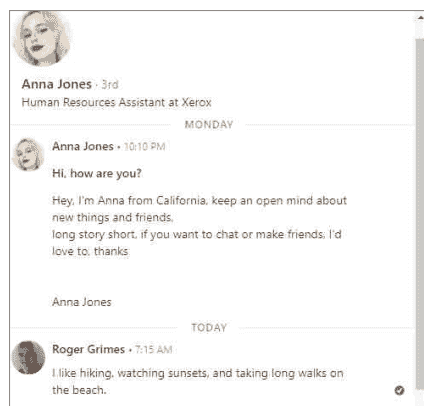 Anna Jones · 3rd
Human Resources Assistant at Xerox
MONDAY
Anna Jones • 10:10 PM
Hi, how are you?
Hey, I'm Anna from California, keep an open mind about
new things and friends.
long story short, if you want to chat or make friends, I'd
love to, thanks
Anna Jones
TODAY
Roger Grimes • 7:15 AM
I like hiking, watching sunsets, and taking long walks on
the beach.